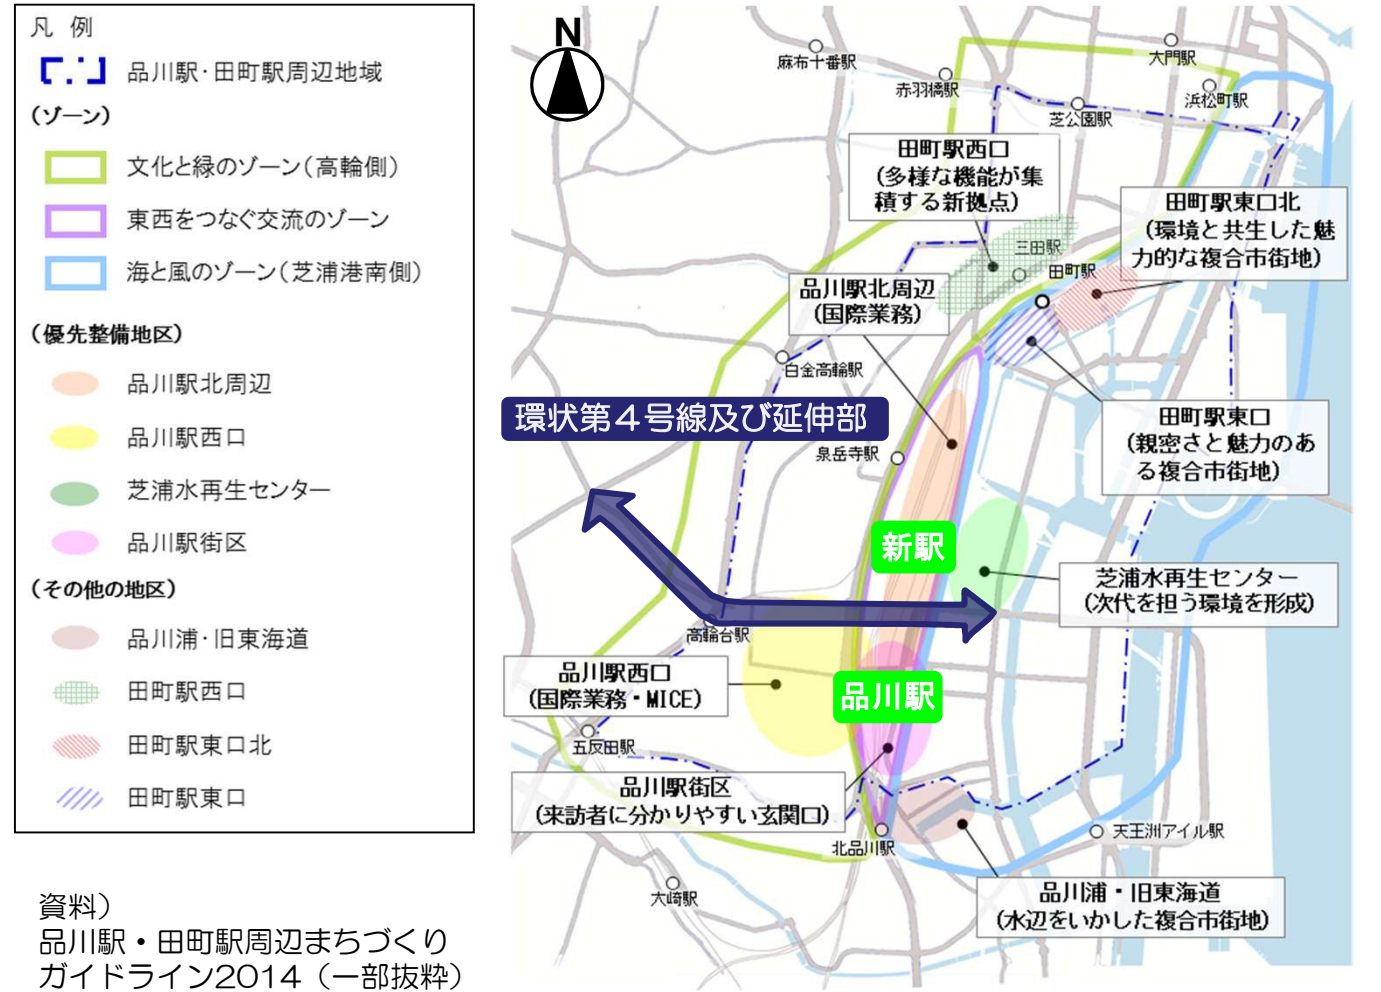 凡 例
品川駅・田町駅周辺地域
(ゾーン)
文化と緑のゾーン(高輪側)
東西をつなぐ交流のゾーン
海と風のゾーン(芝浦港南側)
(優先整備地区)
品川駅北周辺
品川駅西口
芝浦水再生センター
品川駅街区
(その他の地区)
品川浦・旧東海道
田町駅西口
田町駅東口北
田町駅東口
資料)
品川駅・田町駅周辺まちづくり
ガイドライン2014(一部抜粋)
N
麻布十番駅
赤羽橋駅
大門駅
浜松町駅
芝公園駅
田町駅西口
(多様な機能が集
積する新拠点)
田町駅東口北
(環境と共生した魅
力的な複合市街地)
三田駅
田町駅
品川駅北周辺
(国際業務)
白金高輪駅
環状第4号線及び延伸部
田町駅東口
(親密さと魅力のあ
る複合市街地)
泉岳寺駅
新駅
芝浦水再生センター
(次代を担う環境を形成)
高輪台駅
品川駅西口
(国際業務・MICE)
品川駅
五反田駅
品川駅街区
(来訪者に分かりやすい玄関口)
北品川駅
天王洲アイル駅
大崎駅
品川浦・旧東海道
(水辺をいかした複合市街地)